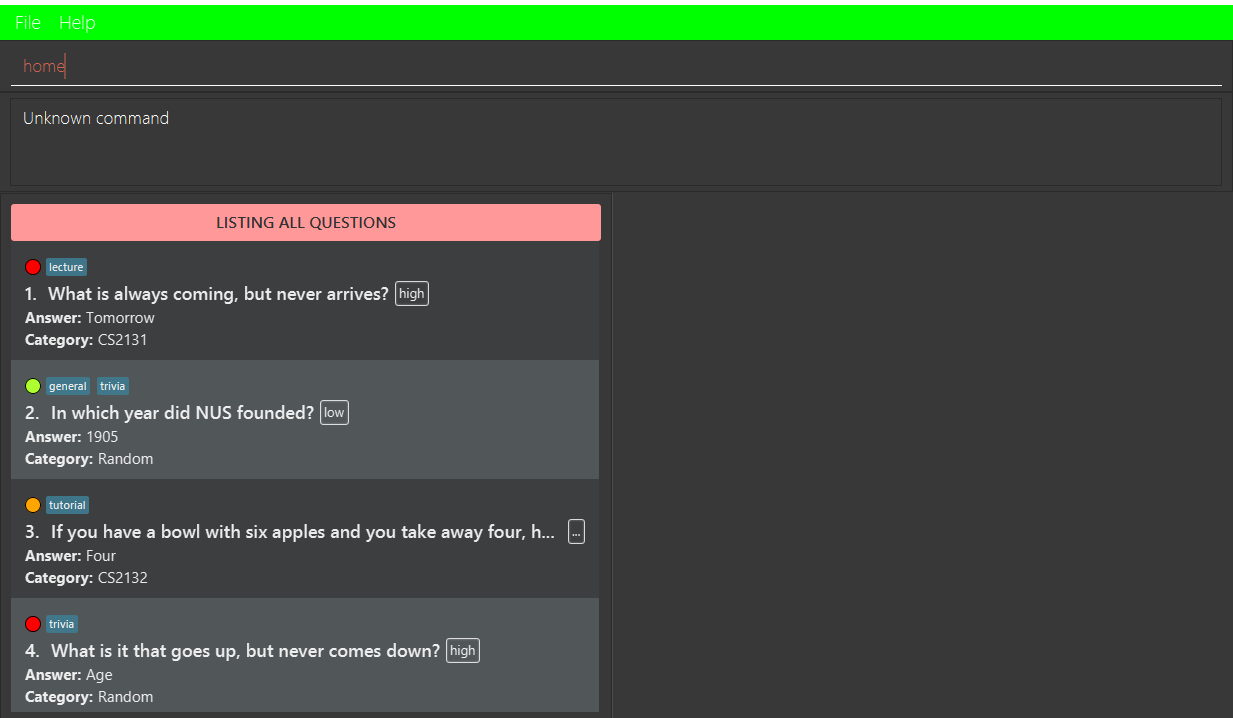 File Help
home
Unknown command
LISTING ALL QUESTIONS
lecture
1. What is always coming, but never arrives? high
Answer: Tomorrow
Category: CS2131
general trivia
2. In which year did NUS founded? low
Answer: 1905
Category: Random
tutorial
3. If you have a bowl with six apples and you take away four, h... ...
Answer: Four
Category: CS2132
trivia
4. What is it that goes up, but never comes down? high
Answer: Age
Category: Random